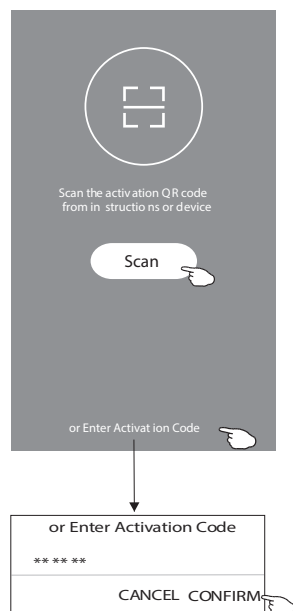 Scan the activation QR code
from in structio ns or device
Scan
or Enter Activat ion Code
or Enter Activation Code
** ** **
CANCEL CONFIRM